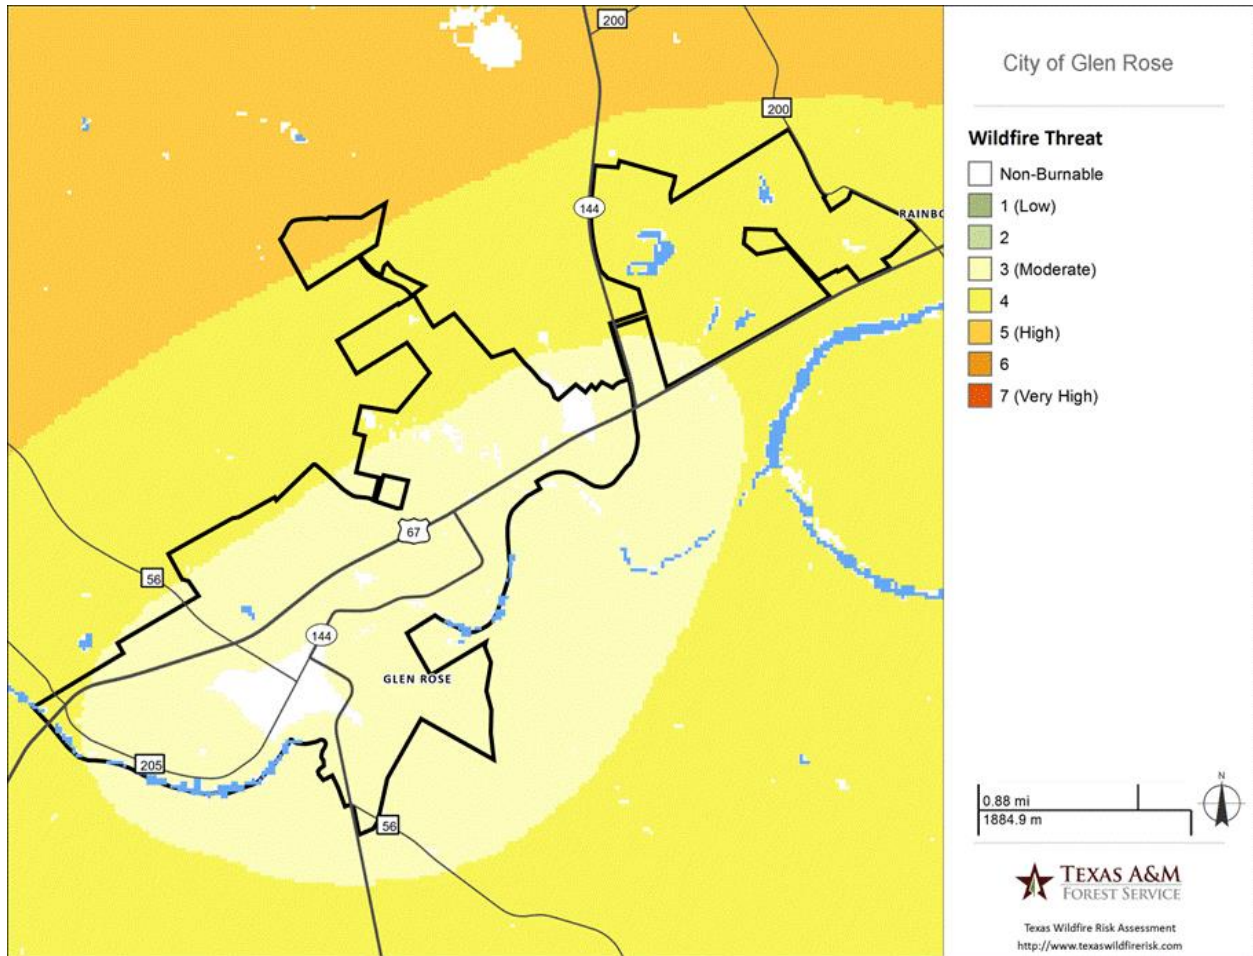 200
200
144
RAINBO
67
56
144
GLEN ROSE
205
56
City of Glen Rose
Wildfire Threat
Non-Burnable
1 (Low)
2
3 (Moderate)
4
5 (High)
6
7 (Very High)
0.88 mi
1884.9 m
N
TEXAS A&M
FOREST SERVICE
Texas Wildfire Risk Assessment
http://www.texaswildfirerisk.com